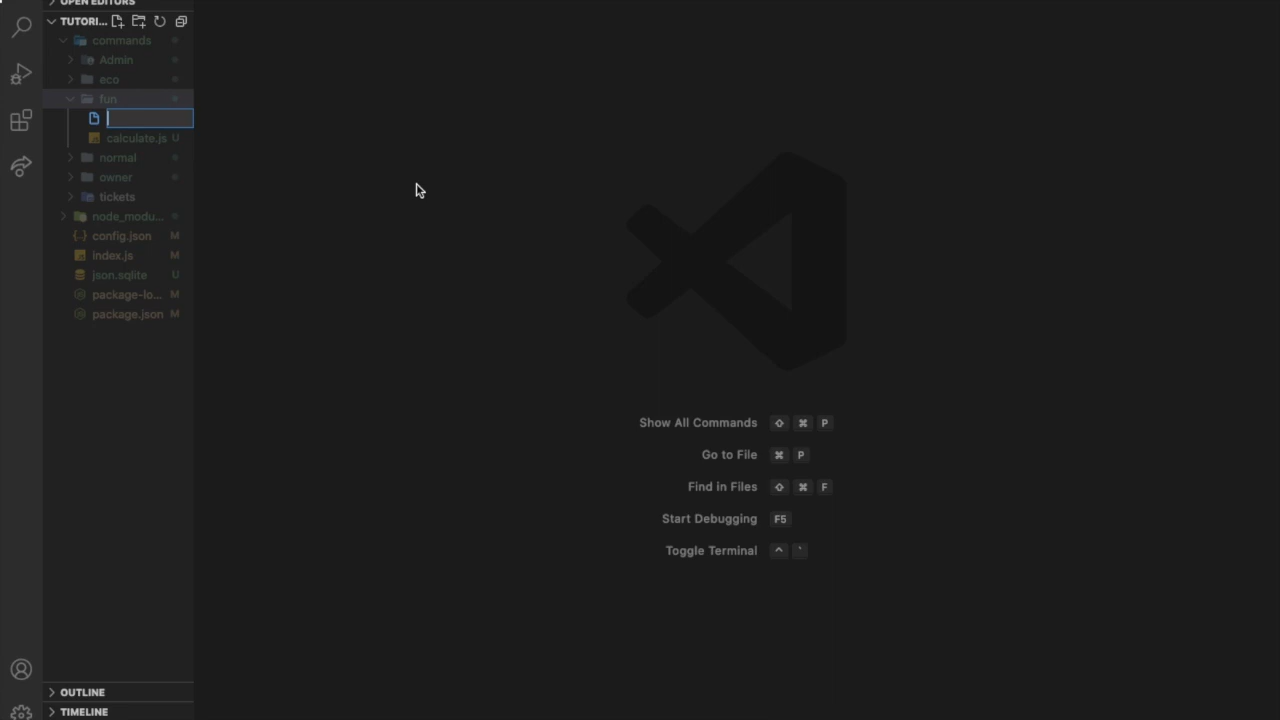 OPEN EDITORS
TUTORI...
commands
Admin
eco
fun
calculate.js U
normal
owner
tickets
node_modu...
config.json M
index.js M
json.sqlite U
package-lo... M
package.json M
Show All Commands ⇧ ⌘ P
Go to File ⌘ P
Find in Files ⇧ ⌘ F
Start Debugging F5
Toggle Terminal ^ `
OUTLINE
TIMELINE